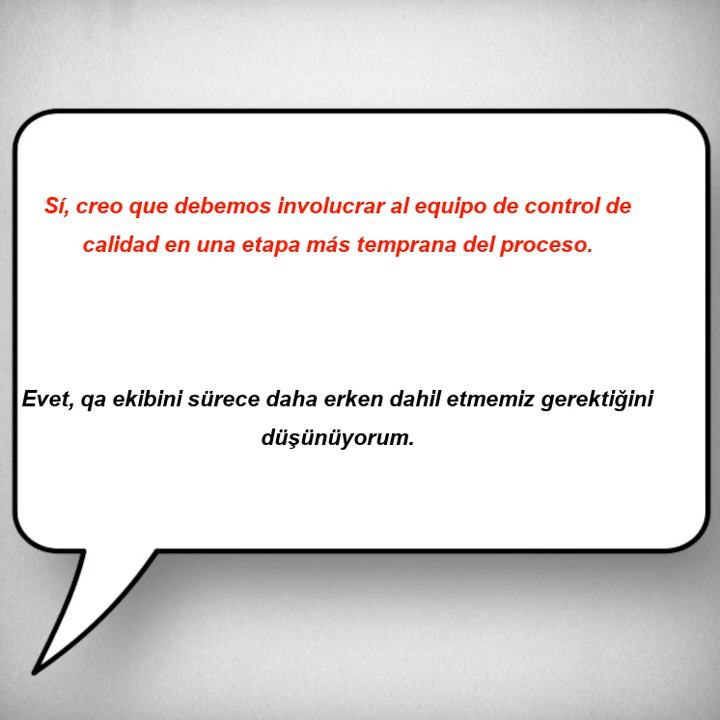 Sí, creo que debemos involucrar al equipo de control de
calidad en una etapa más temprana del proceso.
Evet, qa ekibini sürece daha erken dahil etmemiz gerektiğini
düşünüyorum.